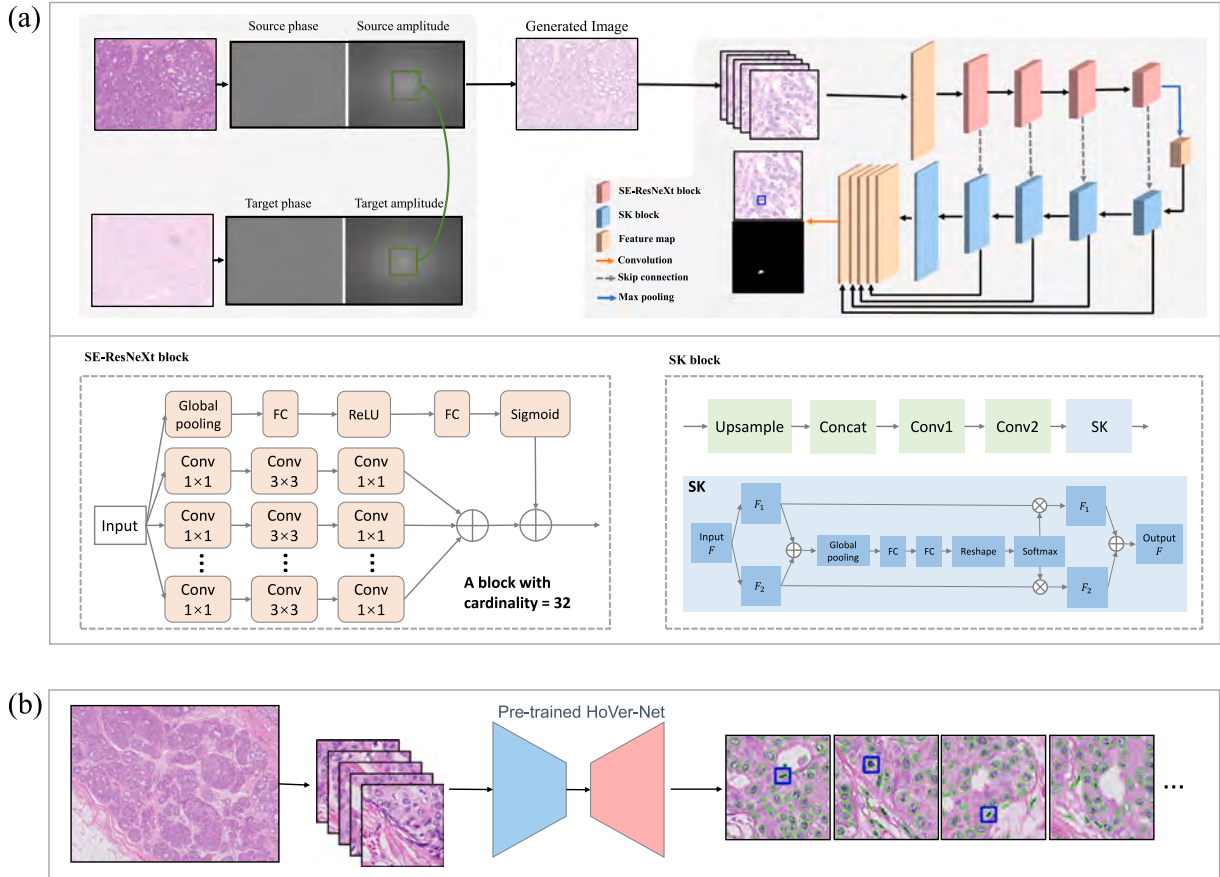 (a)
Source phase
Source amplitude
Generated Image
Target phase
Target amplitude
SE-ResNeXt block
SK block
Feature map
Convolution
Skip connection
Max pooling
SE-ResNeXt block
Global
pooling
FC
ReLU
FC
Sigmoid
Conv
1×1
Conv
3×3
Conv
1×1
Input
Conv
1×1
Conv
3×3
Conv
1×1
Conv
1×1
Conv
3×3
Conv
1×1
A block with
cardinality = 32
SK block
Upsample
Concat
Conv1
Conv2
SK
SK
Input
F
F₁
F₂
Global
pooling
FC
FC
Reshape
Softmax
F₁
F₂
Output
F
(b)
Pre-trained HoVer-Net
...